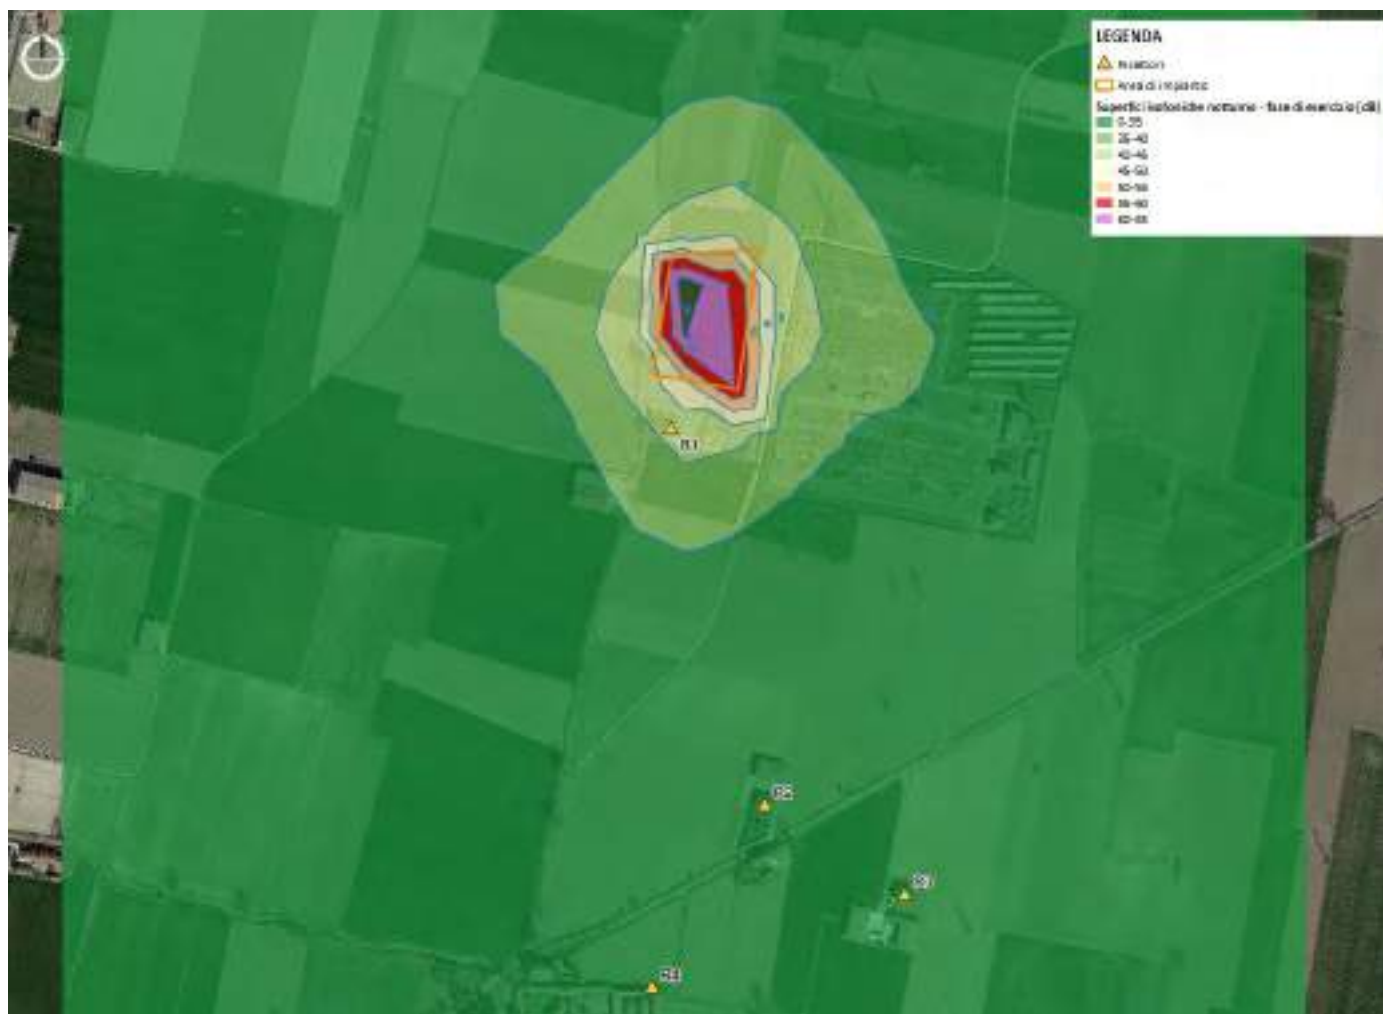 LEGENDA
Ricettori
Area di impianto
Superfici isofoniche notturne - fase di esercizio (dB)
0-35
35-40
40-45
45-50
50-55
55-60
60-65
R1
R2
R3
R4